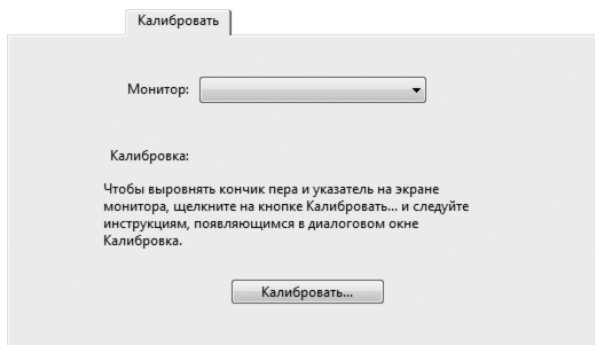 Калибровать
Монитор:
Калибровка:
Чтобы выровнять кончик пера и указатель на экране
монитора, щелкните на кнопке Калибровать... и следуйте
инструкциям, появляющимся в диалоговом окне
Калибровка.
Калибровать...